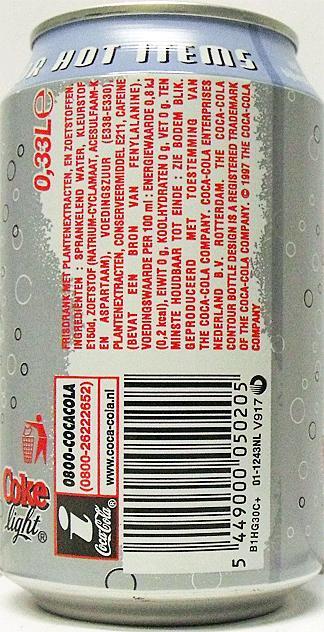 R HOT ITEMS
0,33L e
FRISDRANK MET PLANTENEXTRACTEN, EN ZOETSTOFFEN.
INGREDIENTEN : SPRANKELEND WATER, KLEURSTOF
E150d, ZOETSTOF (NATRIUM-CYCLAMAAT, ACESULFAAM-K
EN ASPARTAAM), VOEDINGSZUUR (E338-E330),
PLANTENEXTRACTEN, CONSERVEERMIDDEL E211, CAFEINE
(BEVAT EEN BRON VAN FENYLALANINE).
VOEDINGSWAARDE PER 100 ml : ENERGIEWAARDE 0,8 kJ
(0,2 kcal), EIWIT 0 g, KOOLHYDRATEN 0 g, VET 0 g. TEN
MINSTE HOUDBAAR TOT EINDE : ZIE BODEM BLIK.
GEPRODUCEERD MET TOESTEMMING VAN
THE COCA-COLA COMPANY. COCA-COLA ENTERPRISES
NEDERLAND B.V. ROTTERDAM. THE COCA-COLA
CONTOUR BOTTLE DESIGN IS A REGISTERED TRADEMARK
OF THE COCA-COLA COMPANY. © 1997 THE COCA-COLA
COMPANY.
Coke
light®
i
Coca-Cola
0800-COCACOLA
(0800-26222652)
www.coca-cola.nl
5 449000 050205
B1HG30C+ 01-1243NL V917